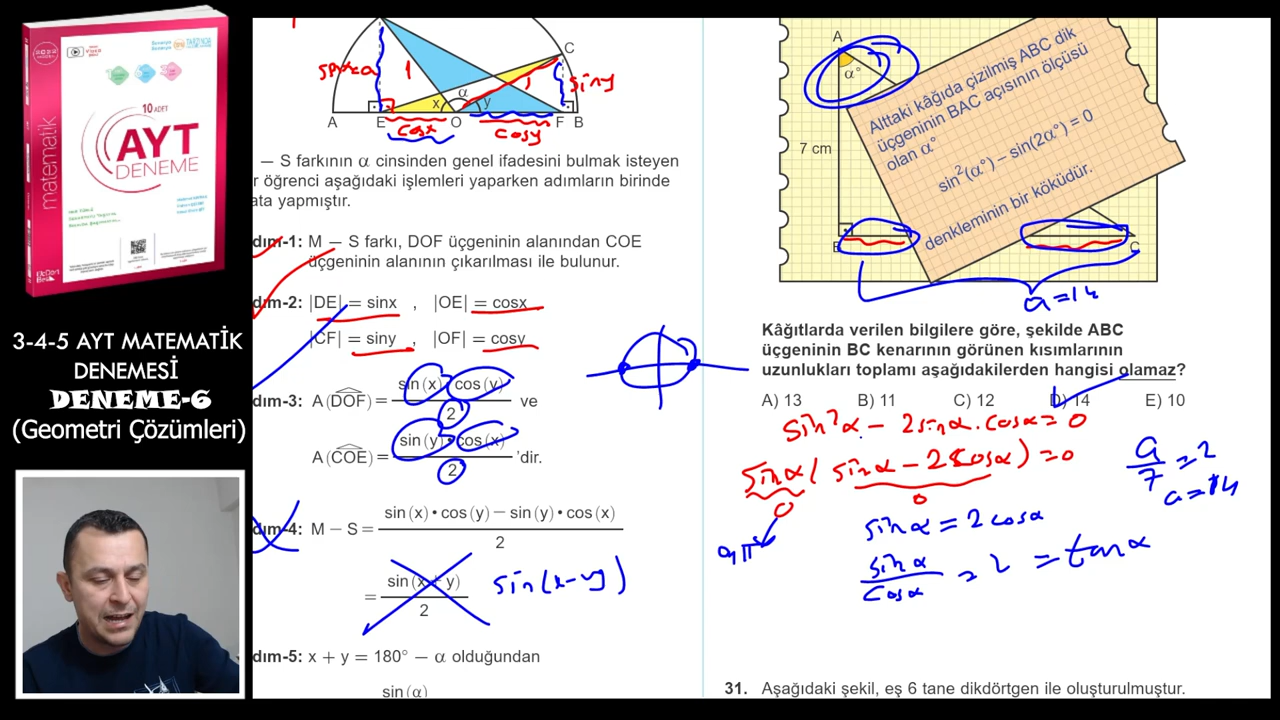 matematik
10 ADET
AYT
DENEME
3-4-5 AYT MATEMATİK
DENEMESİ
DENEME-6
(Geometri Çözümleri)
1
siny
α
x
y
C
A
E
O
F
B
cosx
cosy
— S farkının α cinsinden genel ifadesini bulmak isteyen
r öğrenci aşağıdaki işlemleri yaparken adımların birinde
ata yapmıştır.
dım-1: M — S farkı, DOF üçgeninin alanından COE
üçgeninin alanının çıkarılması ile bulunur.
dım-2: |DE| = sinx , |OE| = cosx
|CF| = siny , |OF| = cosy
dım-3: A(DOF) = sin(x)•cos(y) / 2 ve
A(COE) = sin(y)•cos(x) / 2 'dir.
dım-4: M − S = sin(x)•cos(y) − sin(y)•cos(x) / 2
= sin(x + y) / 2 sin(x-y)
dım-5: x + y = 180° − α olduğundan
sin(α)
A
α°
7 cm
C
Alttaki kâğıda çizilmiş ABC dik
üçgeninin BAC açısının ölçüsü
olan α°
sin²(α°) − sin(2α°) = 0
denkleminin bir köküdür.
a=14
Kâğıtlarda verilen bilgilere göre, şekilde ABC
üçgeninin BC kenarının görünen kısımlarının
uzunlukları toplamı aşağıdakilerden hangisi olamaz?
A) 13 B) 11 C) 12 D) 14 E) 10
sin²α - 2sinα.cosα=0
sinα(sinα-2cosα)=0
0 0
sinα=2cosα
sinα/cosα = 2 = tanα
a/7=2
a=14
31. Aşağıdaki şekil, eş 6 tane dikdörtgen ile oluşturulmuştur.